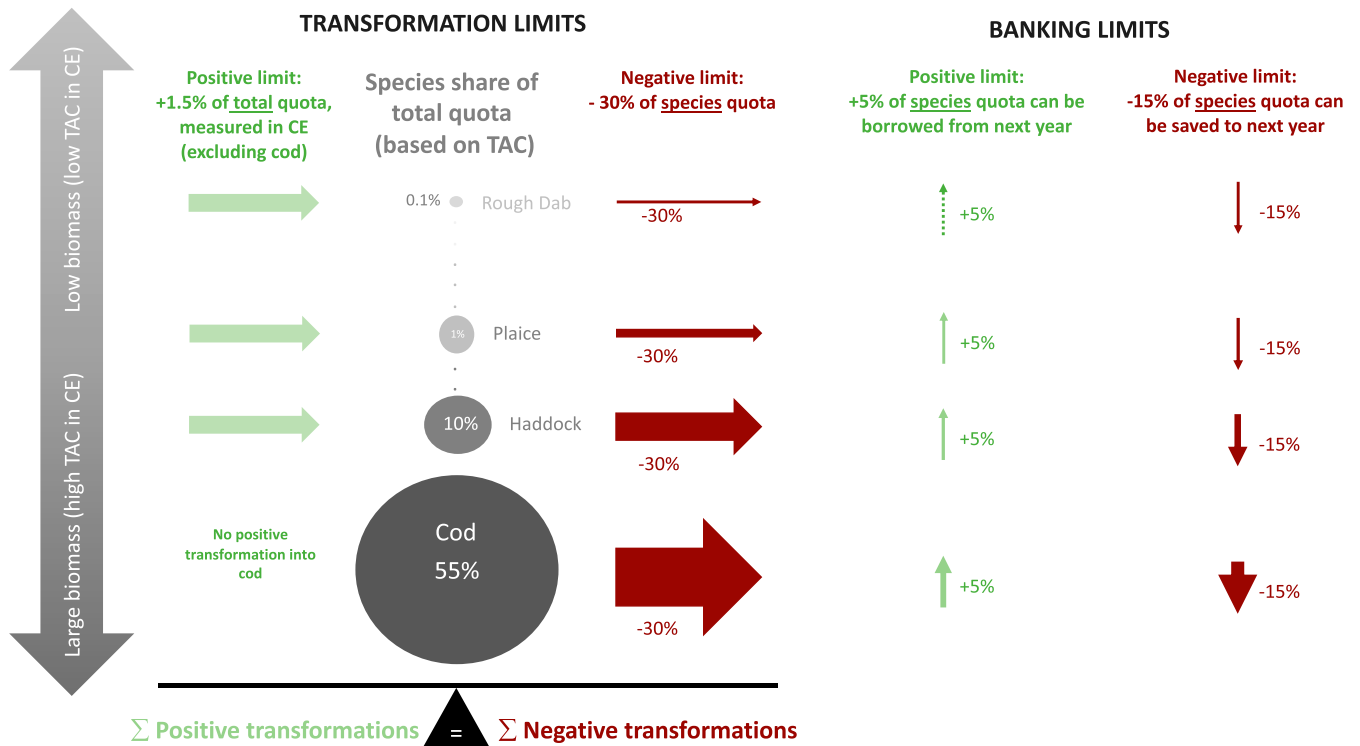 TRANSFORMATION LIMITS
BANKING LIMITS
Low biomass (low TAC in CE)
Large biomass (high TAC in CE)
Positive limit:
+1.5% of total quota,
measured in CE
(excluding cod)
Species share of
total quota
(based on TAC)
Negative limit:
- 30% of species quota
Positive limit:
+5% of species quota can be
borrowed from next year
Negative limit:
-15% of species quota can
be saved to next year
0.1%
Rough Dab
-30%
+5%
-15%
1%
Plaice
-30%
+5%
-15%
10%
Haddock
-30%
+5%
-15%
No positive
transformation into
cod
Cod
55%
-30%
+5%
-15%
∑ Positive transformations
=
∑ Negative transformations